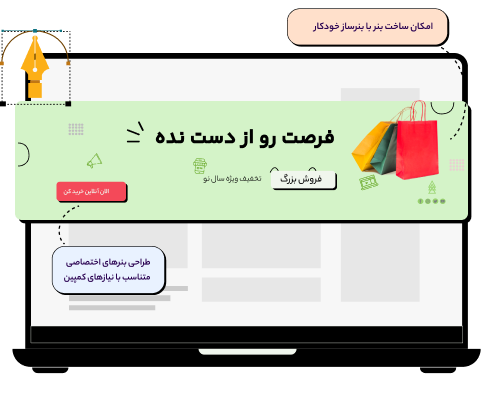 امکان ساخت بنر با بنرساز خودکار
فرصت رو از دست نده
فروش بزرگ
تخفیف ویژه سال نو
الان آنلاین خرید کن
طراحی بنرهای اختصاصی
متناسب با نیازهای کمپین